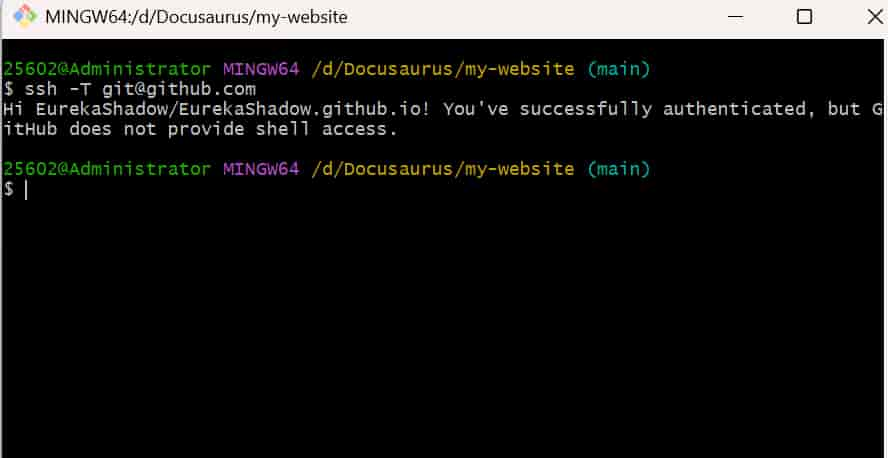 MINGW64:/d/Docusaurus/my-website
25602@Administrator MINGW64 /d/Docusaurus/my-website (main)
$ ssh -T git@github.com
Hi EurekaShadow/EurekaShadow.github.io! You've successfully authenticated, but G
itHub does not provide shell access.
25602@Administrator MINGW64 /d/Docusaurus/my-website (main)
$